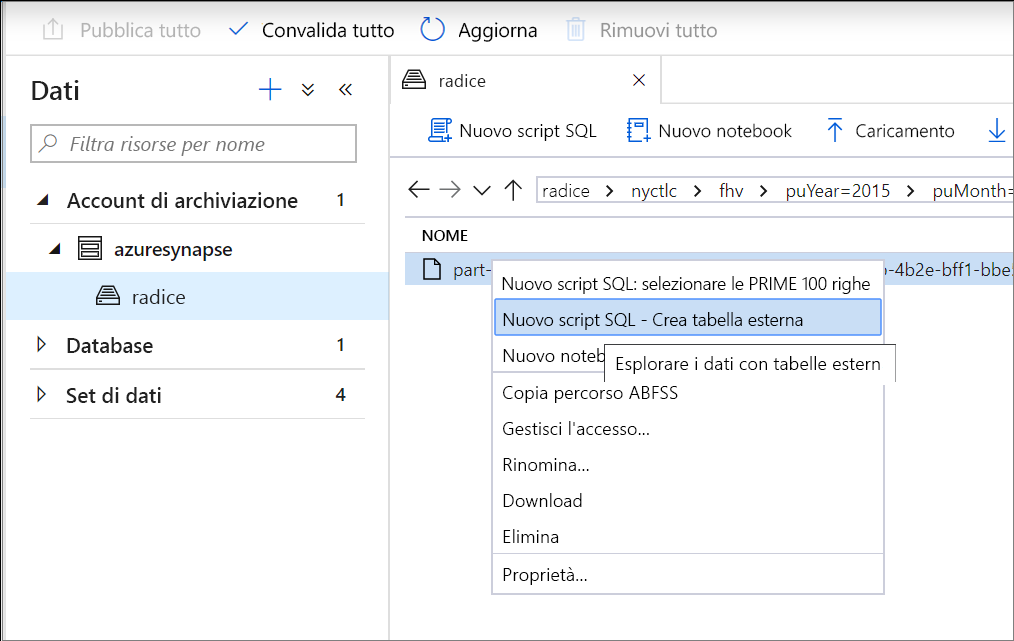 Pubblica tutto Convalida tutto Aggiorna Rimuovi tutto
Dati
Filtra risorse per nome
Account di archiviazione 1
azuresynapse
radice
Database 1
Set di dati 4
radice
Nuovo script SQL Nuovo notebook Caricamento
radice > nyctlc > fhv > puYear=2015 > puMonth=
NOME
part- -4b2e-bff1-bbe
Nuovo script SQL: selezionare le PRIME 100 righe
Nuovo script SQL - Crea tabella esterna
Nuovo noteb
Esplorare i dati con tabelle estern
Copia percorso ABFSS
Gestisci l'accesso...
Rinomina...
Download
Elimina
Proprietà...